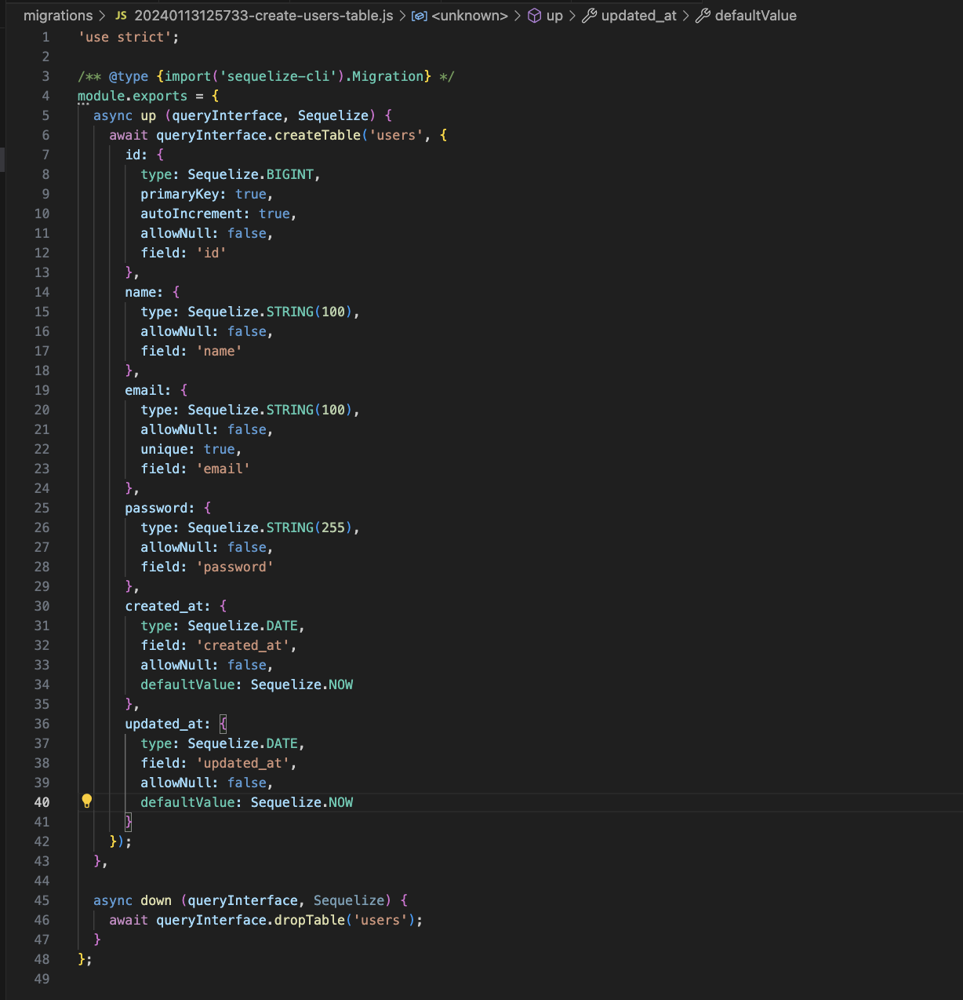 migrations > JS 20240113125733-create-users-table.js > <unknown> > up > updated_at > defaultValue
1 'use strict';
2
3 /** @type {import('sequelize-cli').Migration} */
4 module.exports = {
5 async up (queryInterface, Sequelize) {
6 await queryInterface.createTable('users', {
7 id: {
8 type: Sequelize.BIGINT,
9 primaryKey: true,
10 autoIncrement: true,
11 allowNull: false,
12 field: 'id'
13 },
14 name: {
15 type: Sequelize.STRING(100),
16 allowNull: false,
17 field: 'name'
18 },
19 email: {
20 type: Sequelize.STRING(100),
21 allowNull: false,
22 unique: true,
23 field: 'email'
24 },
25 password: {
26 type: Sequelize.STRING(255),
27 allowNull: false,
28 field: 'password'
29 },
30 created_at: {
31 type: Sequelize.DATE,
32 field: 'created_at',
33 allowNull: false,
34 defaultValue: Sequelize.NOW
35 },
36 updated_at: {
37 type: Sequelize.DATE,
38 field: 'updated_at',
39 allowNull: false,
40 defaultValue: Sequelize.NOW
41 }
42 });
43 },
44
45 async down (queryInterface, Sequelize) {
46 await queryInterface.dropTable('users');
47 }
48 };
49